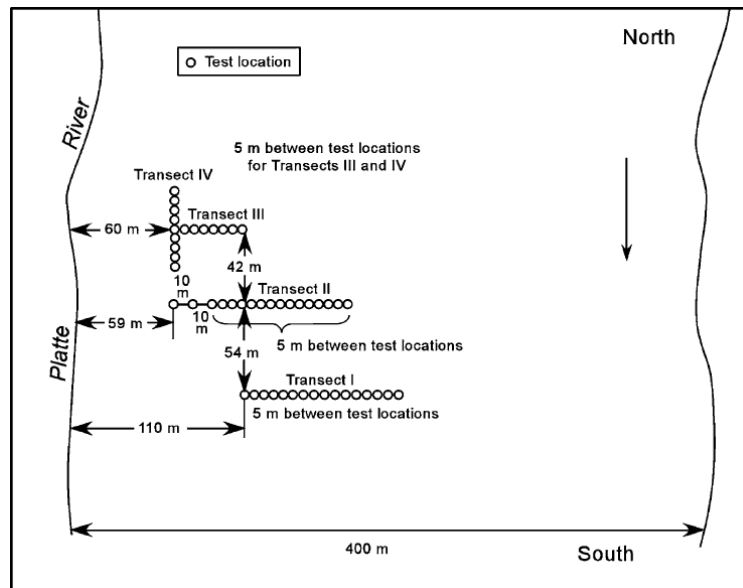 North
Test location
River
5 m between test locations
for Transects III and IV
Transect IV
Transect III
60 m
42 m
10
m
Transect II
10
m
59 m
5 m between test locations
Platte
54 m
Transect I
5 m between test locations
110 m
400 m
South